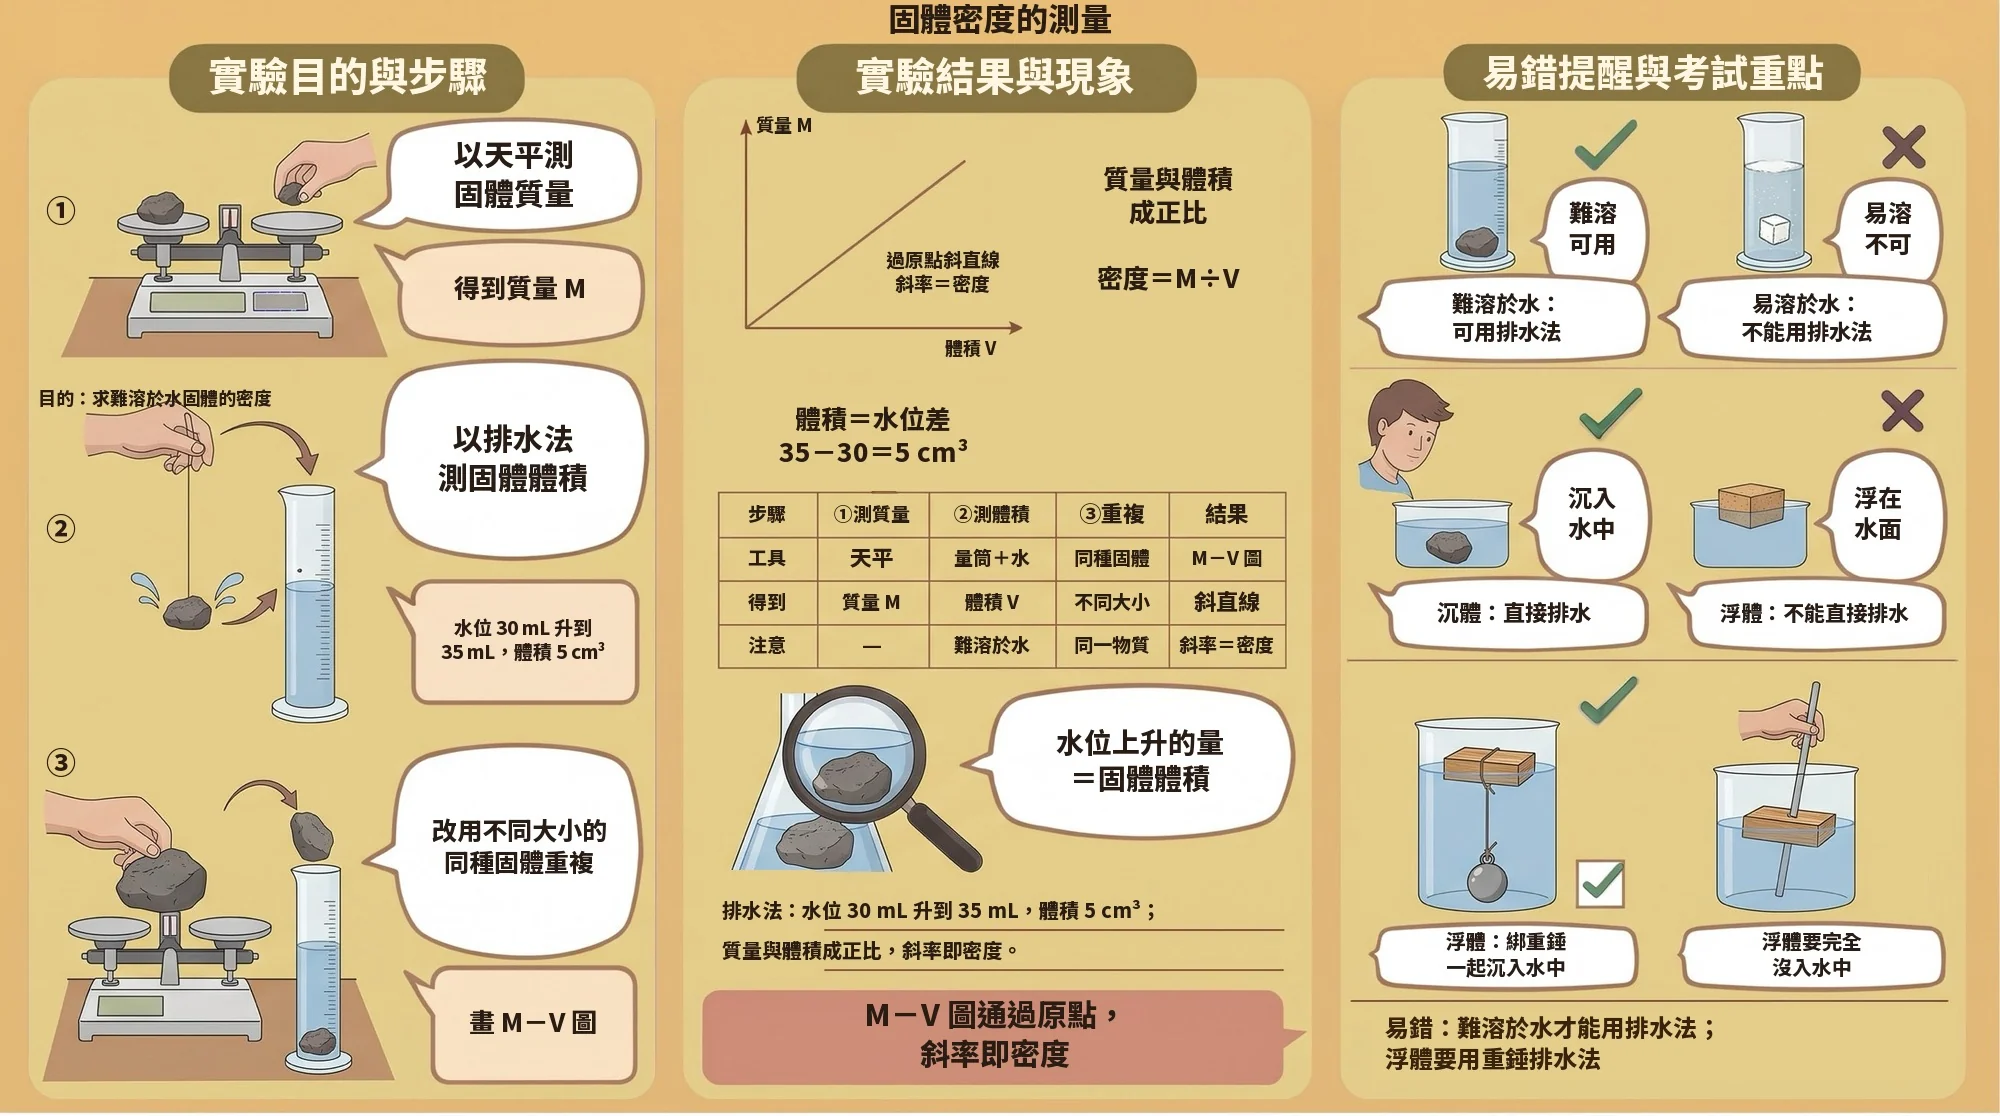 固體密度的測量
實驗目的與步驟
①
以天平測
固體質量
得到質量 M
目的：求難溶於水固體的密度
②
以排水法
測固體體積
水位 30 mL 升到
35 mL，體積 5 cm³
③
改用不同大小的
同種固體重複
畫 M－V 圖
實驗結果與現象
質量 M
過原點斜直線
斜率＝密度
體積 V
質量與體積
成正比
密度＝M÷V
體積＝水位差
35－30＝5 cm³
步驟 ①測質量 ②測體積 ③重複 結果
工具 天平 量筒＋水 同種固體 M－V 圖
得到 質量 M 體積 V 不同大小 斜直線
注意 — 難溶於水 同一物質 斜率＝密度
水位上升的量
＝固體體積
排水法：水位 30 mL 升到 35 mL，體積 5 cm³；
質量與體積成正比，斜率即密度。
M－V 圖通過原點，
斜率即密度
易錯提醒與考試重點
難溶
可用
易溶
不可
難溶於水：
可用排水法
易溶於水：
不能用排水法
沉入
水中
浮在
水面
沉體：直接排水
浮體：不能直接排水
浮體：綁重錘
一起沉入水中
浮體要完全
沒入水中
易錯：難溶於水才能用排水法；
浮體要用重錘排水法